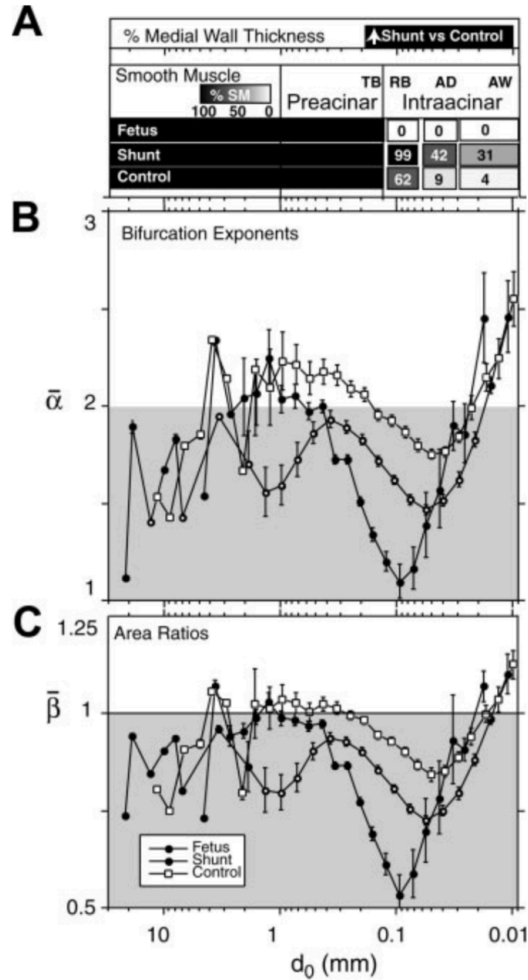 A
% Medial Wall Thickness
Shunt vs Control
Smooth Muscle
% SM
100 50 0
TB RB AD AW
Preacinar Intraacinar
Fetus 0 0 0
Shunt 99 42 31
Control 62 9 4
B
3
Bifurcation Exponents
ᾱ
2
1
C
1.25
Area Ratios
β̄
1
Fetus
Shunt
Control
0.5
10 1 0.1 0.01
d₀ (mm)